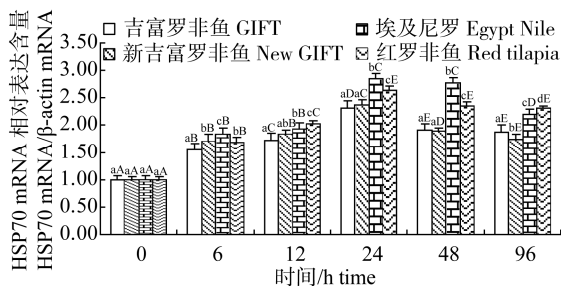 吉富罗非鱼 GIFT
埃及尼罗 Egypt Nile
新吉富罗非鱼 New GIFT
红罗非鱼 Red tilapia
HSP70 mRNA 相对表达含量
HSP70 mRNA/β-actin mRNA
3.50
3.00
2.50
2.00
1.50
1.00
0.50
0.00
aA aA aA aA
aB bB cB bB
aC abB bB cC
aD aC bC cE
aE aD bC cE
aE bE cD dE
0 6 12 24 48 96
时间/h time